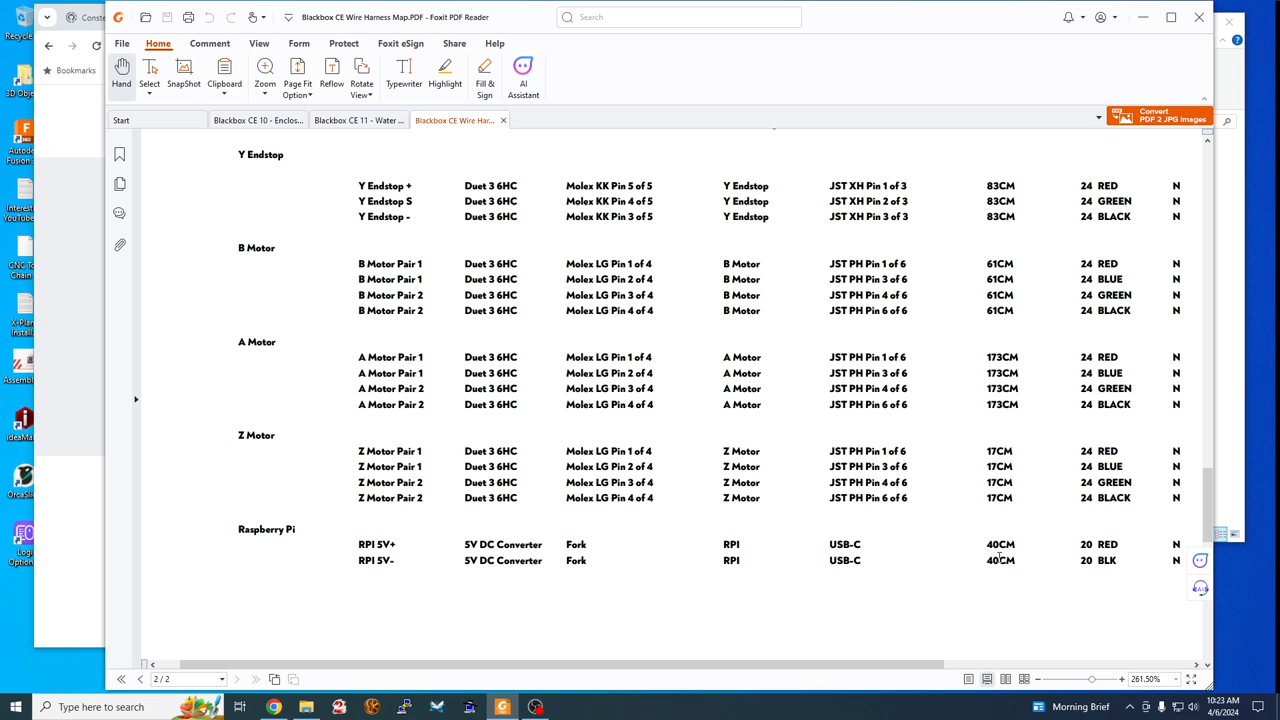 Blackbox CE Wire Harness Map.PDF - Foxit PDF Reader
Search
File Home Comment View Form Protect Foxit eSign Share Help
Hand Select SnapShot Clipboard Zoom Page Fit Option Reflow Rotate View Typewriter Highlight Fill & Sign AI Assistant
Start Blackbox CE 10 - Enclos... Blackbox CE 11 - Water ... Blackbox CE Wire Har...
Convert
PDF 2 JPG Images
Recycle
Bookmarks
3D Obje
Autodes
Fusion
Interest
YouTube
CNC To
Chain
X-Plan
Install.
Assembl
ideaMa
OrcaSli
Logi
Option
Y Endstop
Y Endstop + Duet 3 6HC Molex KK Pin 5 of 5 Y Endstop JST XH Pin 1 of 3 83CM 24 RED N
Y Endstop S Duet 3 6HC Molex KK Pin 4 of 5 Y Endstop JST XH Pin 2 of 3 83CM 24 GREEN N
Y Endstop - Duet 3 6HC Molex KK Pin 3 of 5 Y Endstop JST XH Pin 3 of 3 83CM 24 BLACK N
B Motor
B Motor Pair 1 Duet 3 6HC Molex LG Pin 1 of 4 B Motor JST PH Pin 1 of 6 61CM 24 RED N
B Motor Pair 1 Duet 3 6HC Molex LG Pin 2 of 4 B Motor JST PH Pin 3 of 6 61CM 24 BLUE N
B Motor Pair 2 Duet 3 6HC Molex LG Pin 3 of 4 B Motor JST PH Pin 4 of 6 61CM 24 GREEN N
B Motor Pair 2 Duet 3 6HC Molex LG Pin 4 of 4 B Motor JST PH Pin 6 of 6 61CM 24 BLACK N
A Motor
A Motor Pair 1 Duet 3 6HC Molex LG Pin 1 of 4 A Motor JST PH Pin 1 of 6 173CM 24 RED N
A Motor Pair 1 Duet 3 6HC Molex LG Pin 2 of 4 A Motor JST PH Pin 3 of 6 173CM 24 BLUE N
A Motor Pair 2 Duet 3 6HC Molex LG Pin 3 of 4 A Motor JST PH Pin 4 of 6 173CM 24 GREEN N
A Motor Pair 2 Duet 3 6HC Molex LG Pin 4 of 4 A Motor JST PH Pin 6 of 6 173CM 24 BLACK N
Z Motor
Z Motor Pair 1 Duet 3 6HC Molex LG Pin 1 of 4 Z Motor JST PH Pin 1 of 6 17CM 24 RED N
Z Motor Pair 1 Duet 3 6HC Molex LG Pin 2 of 4 Z Motor JST PH Pin 3 of 6 17CM 24 BLUE N
Z Motor Pair 2 Duet 3 6HC Molex LG Pin 3 of 4 Z Motor JST PH Pin 4 of 6 17CM 24 GREEN N
Z Motor Pair 2 Duet 3 6HC Molex LG Pin 4 of 4 Z Motor JST PH Pin 6 of 6 17CM 24 BLACK N
Raspberry Pi
RPI 5V+ 5V DC Converter Fork RPI USB-C 40CM 20 RED N
RPI 5V- 5V DC Converter Fork RPI USB-C 40CM 20 BLK N
2 / 2
261.50%
Type here to search
Morning Brief
10:23 AM
4/6/2024